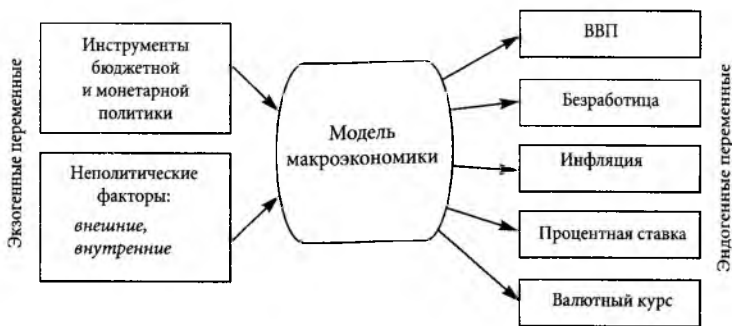 Экзогенные переменные
Инструменты
бюджетной
и монетарной
политики
Неполитические
факторы:
внешние,
внутренние
Модель
макроэкономики
ВВП
Безработица
Инфляция
Процентная ставка
Валютный курс
Эндогенные переменные